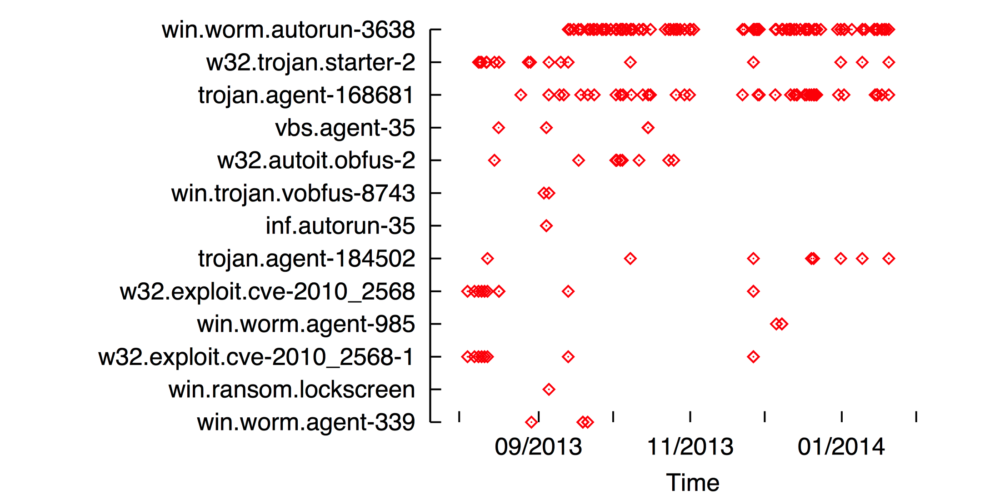 win.worm.autorun-3638
w32.trojan.starter-2
trojan.agent-168681
vbs.agent-35
w32.autoit.obfus-2
win.trojan.vobfus-8743
inf.autorun-35
trojan.agent-184502
w32.exploit.cve-2010_2568
win.worm.agent-985
w32.exploit.cve-2010_2568-1
win.ransom.lockscreen
win.worm.agent-339
09/2013 11/2013 01/2014
Time